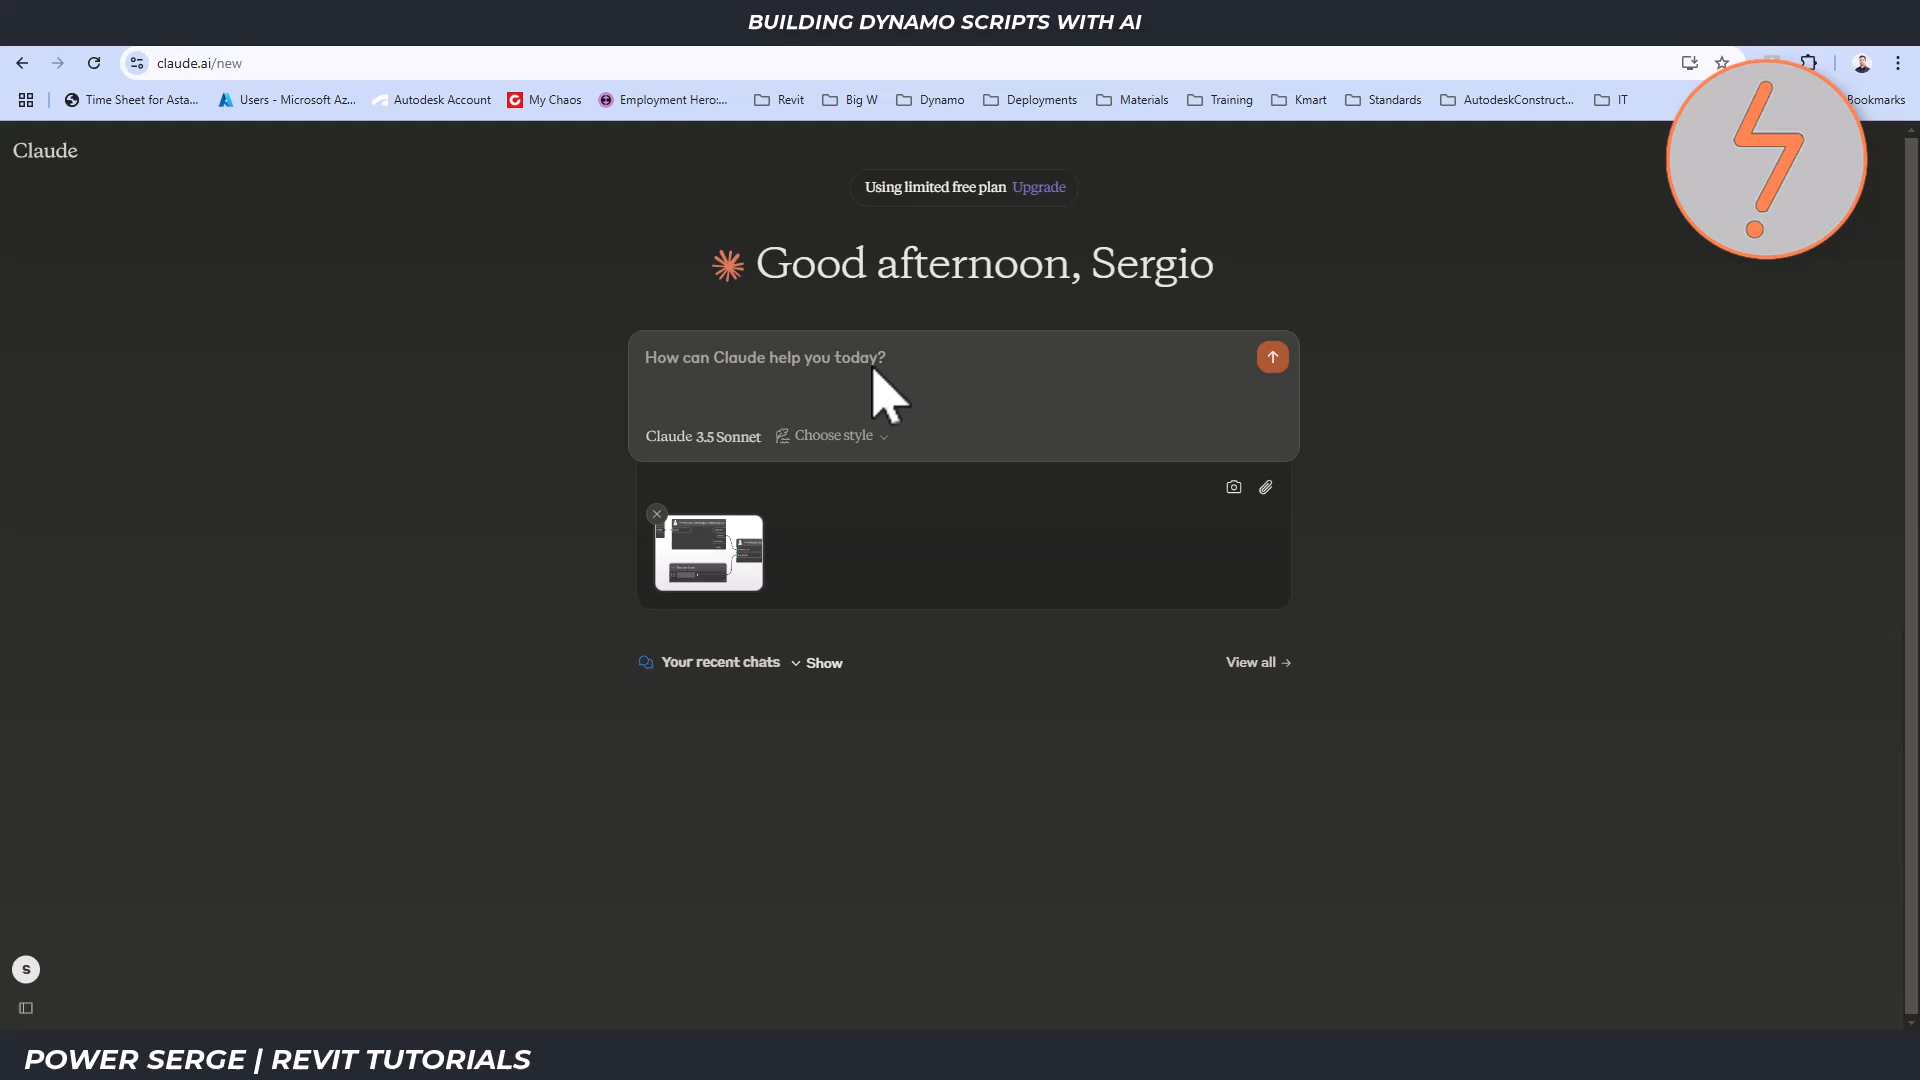 BUILDING DYNAMO SCRIPTS WITH AI
claude.ai/new
Time Sheet for Asta... Users - Microsoft Az... Autodesk Account My Chaos Employment Hero:... Revit Big W Dynamo Deployments Materials Training Kmart Standards AutodeskConstruct... IT Bookmarks
Claude
Using limited free plan Upgrade
Good afternoon, Sergio
How can Claude help you today?
Claude 3.5 Sonnet Choose style
Your recent chats Show View all
S
POWER SERGE | REVIT TUTORIALS